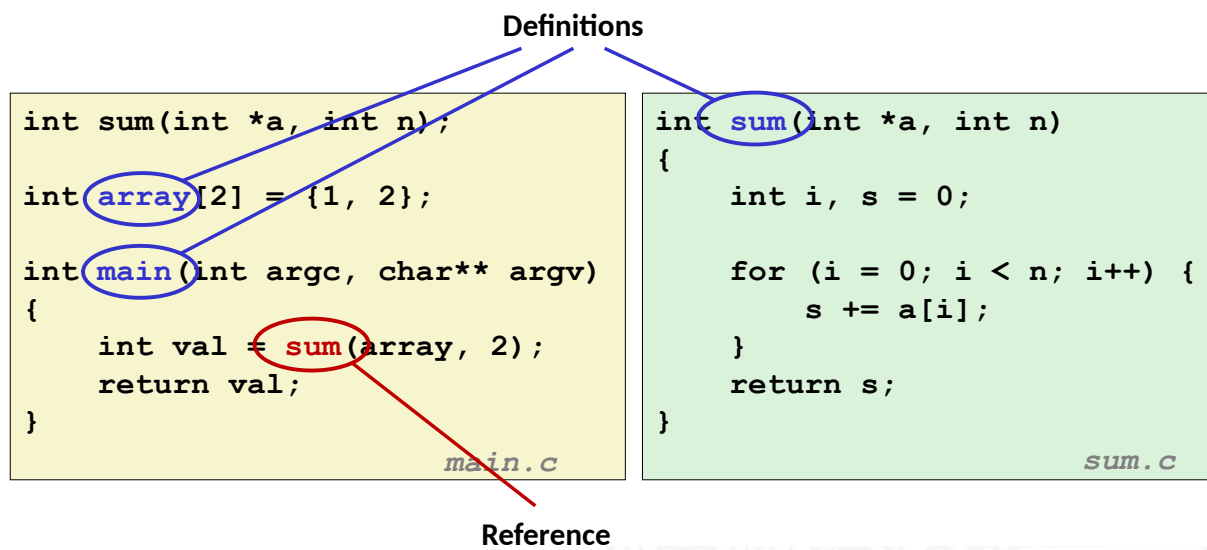 Definitions
int sum(int *a, int n);
int array[2] = {1, 2};
int main(int argc, char** argv)
{
    int val = sum(array, 2);
    return val;
}
main.c
int sum(int *a, int n)
{
    int i, s = 0;
    for (i = 0; i < n; i++) {
        s += a[i];
    }
    return s;
}
sum.c
Reference